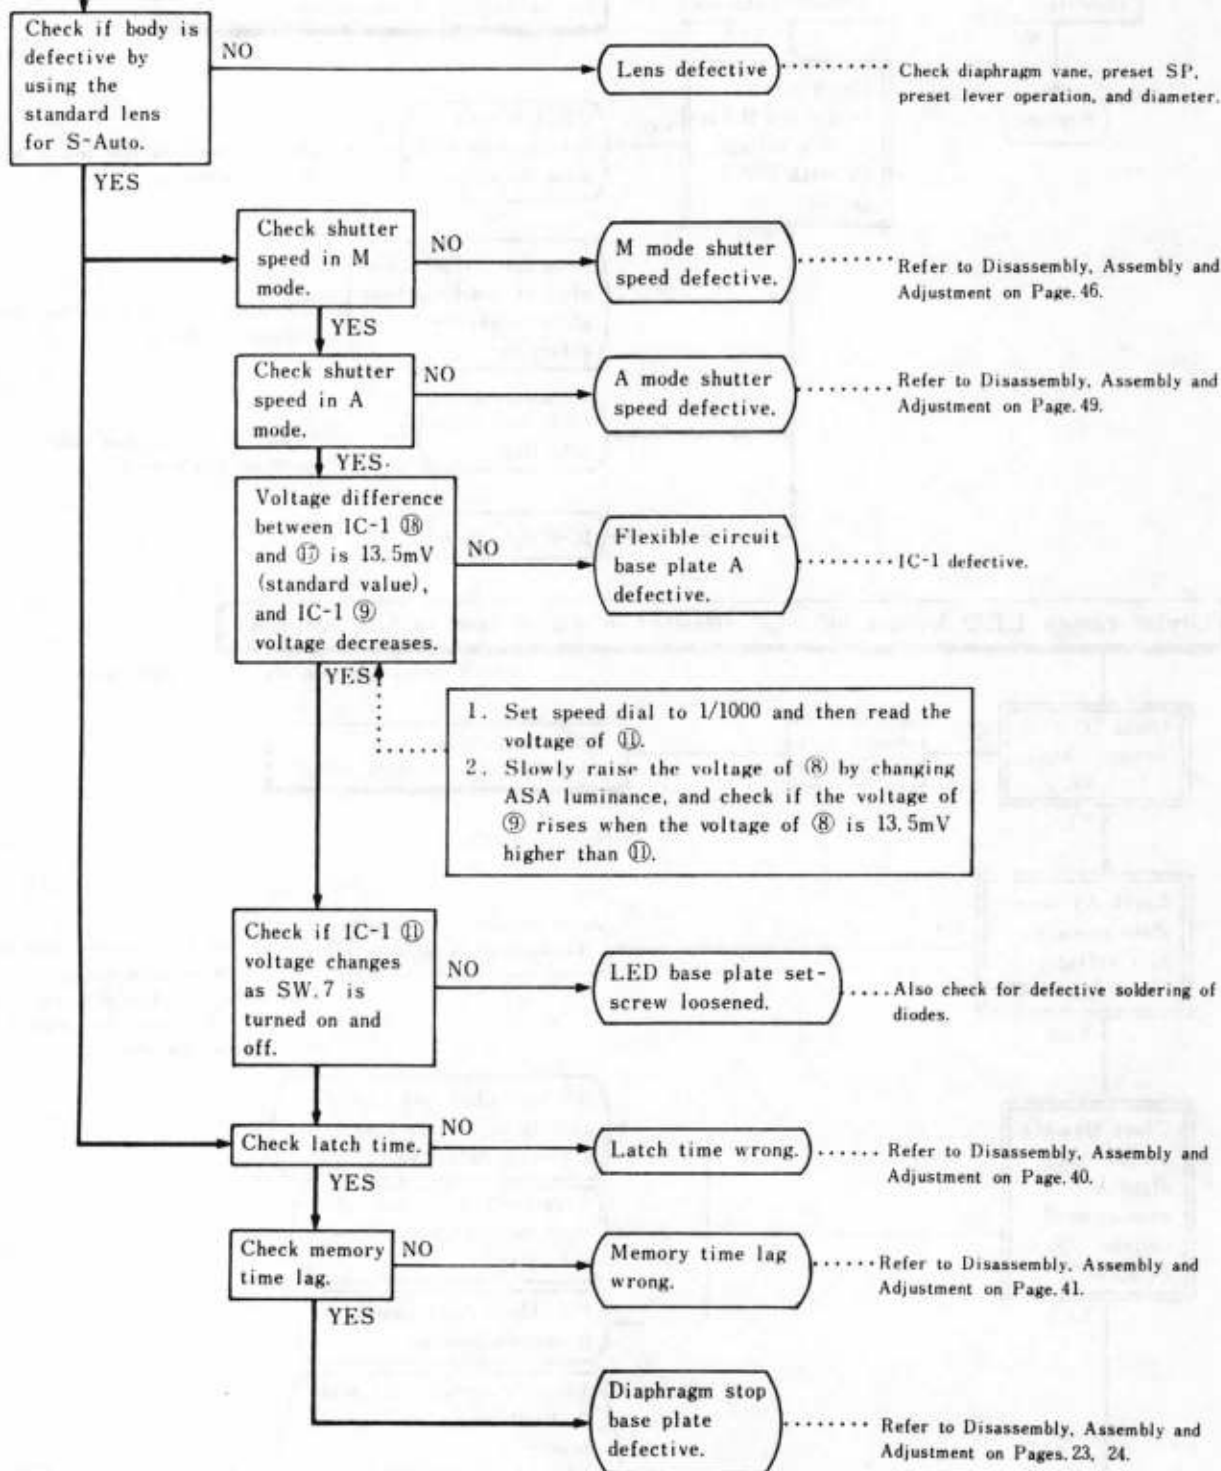 Check if body is
defective by
using the
standard lens
for S-Auto.
NO
Lens defective
Check diaphragm vane, preset SP,
preset lever operation, and diameter.
YES
Check shutter
speed in M
mode.
NO
M mode shutter
speed defective.
Refer to Disassembly, Assembly and
Adjustment on Page. 46.
YES
Check shutter
speed in A
mode.
NO
A mode shutter
speed defective.
Refer to Disassembly, Assembly and
Adjustment on Page. 49.
YES.
Voltage difference
between IC-1 ⑱
and ⑰ is 13.5mV
(standard value),
and IC-1 ⑨
voltage decreases.
NO
Flexible circuit
base plate A
defective.
IC-1 defective.
YES
1. Set speed dial to 1/1000 and then read the
voltage of ⑪.
2. Slowly raise the voltage of ⑧ by changing
ASA luminance, and check if the voltage of
⑨ rises when the voltage of ⑧ is 13.5mV
higher than ⑪.
Check if IC-1 ⑪
voltage changes
as SW.7 is
turned on and
off.
NO
LED base plate set-
screw loosened.
Also check for defective soldering of
diodes.
Check latch time.
NO
Latch time wrong.
Refer to Disassembly, Assembly and
Adjustment on Page. 40.
YES
Check memory
time lag.
NO
Memory time lag
wrong.
Refer to Disassembly, Assembly and
Adjustment on Page. 41.
YES
Diaphragm stop
base plate
defective.
Refer to Disassembly, Assembly and
Adjustment on Pages. 23, 24.